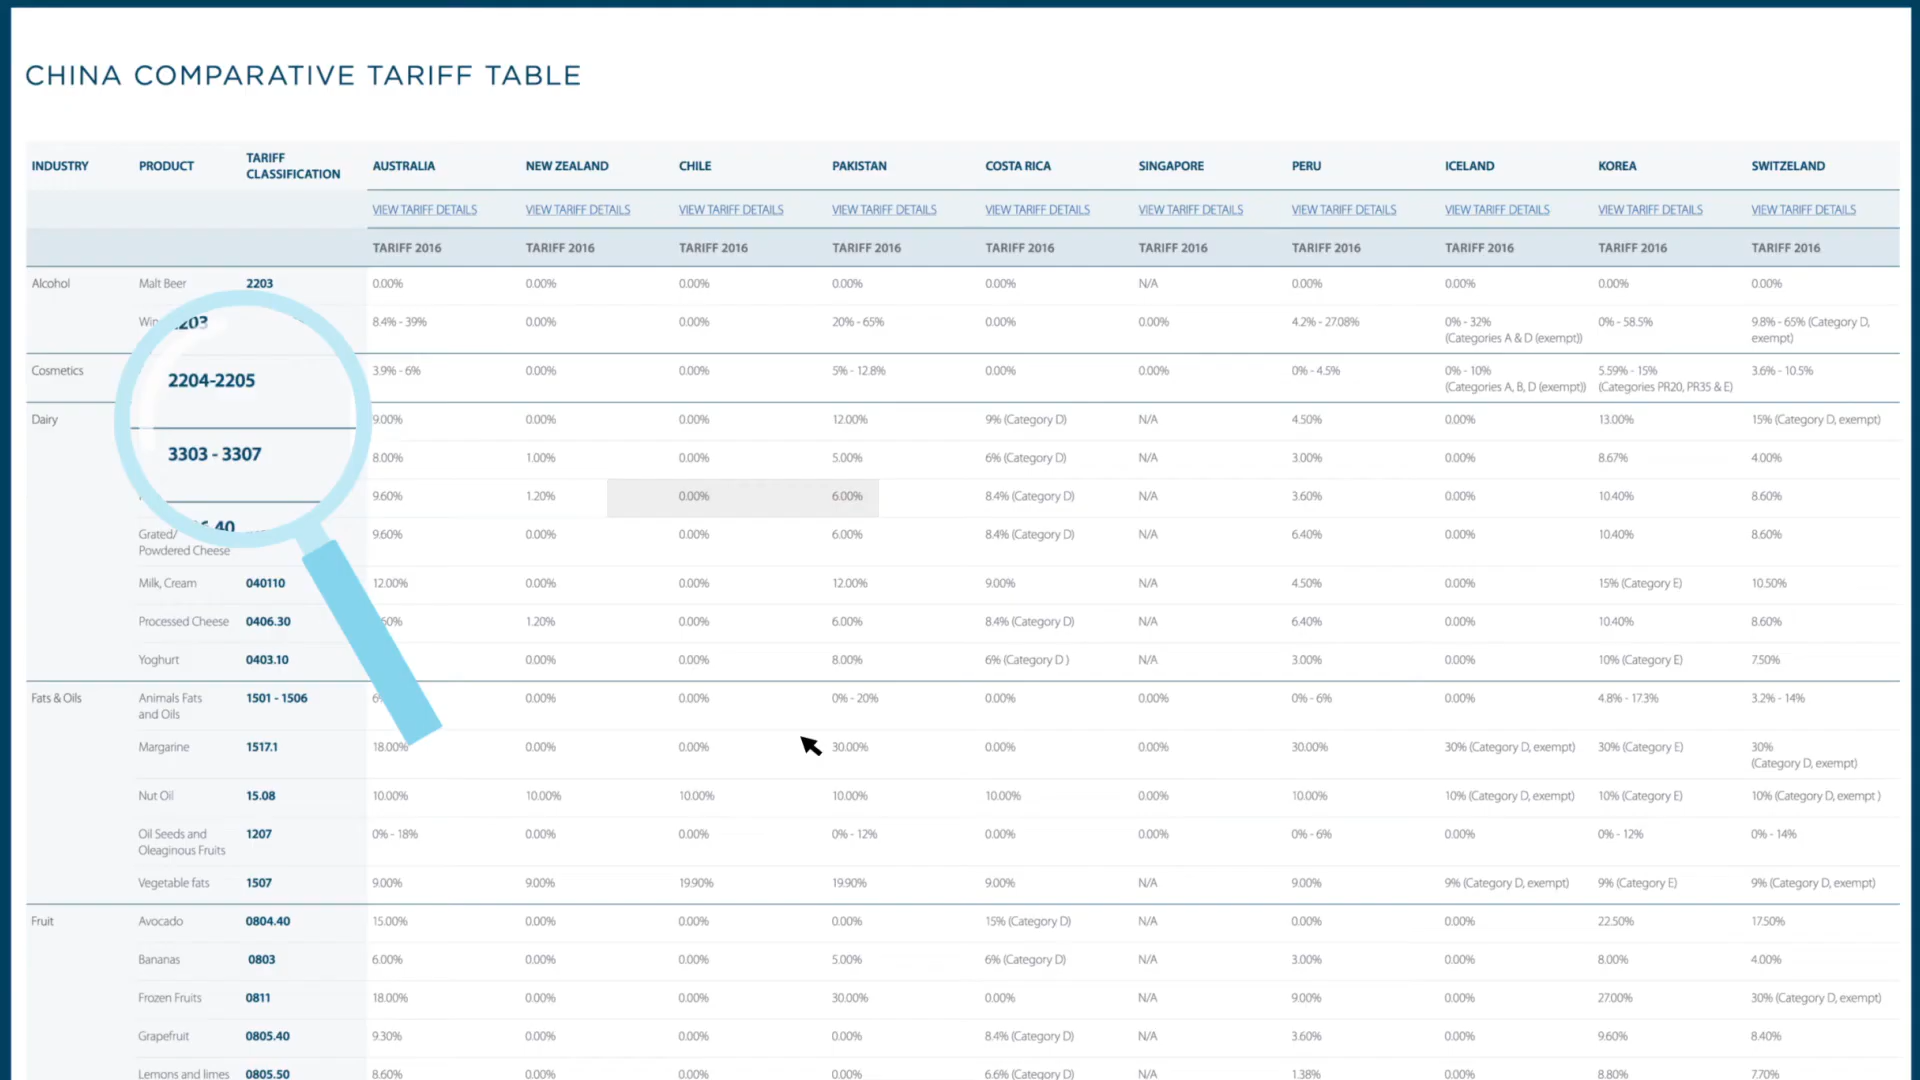 CHINA COMPARATIVE TARIFF TABLE
INDUSTRY PRODUCT TARIFF CLASSIFICATION AUSTRALIA NEW ZEALAND CHILE PAKISTAN COSTA RICA SINGAPORE PERU ICELAND KOREA SWITZELAND
VIEW TARIFF DETAILS VIEW TARIFF DETAILS VIEW TARIFF DETAILS VIEW TARIFF DETAILS VIEW TARIFF DETAILS VIEW TARIFF DETAILS VIEW TARIFF DETAILS VIEW TARIFF DETAILS VIEW TARIFF DETAILS VIEW TARIFF DETAILS
TARIFF 2016 TARIFF 2016 TARIFF 2016 TARIFF 2016 TARIFF 2016 TARIFF 2016 TARIFF 2016 TARIFF 2016 TARIFF 2016 TARIFF 2016
Alcohol Malt Beer 2203 0.00% 0.00% 0.00% 0.00% 0.00% N/A 0.00% 0.00% 0.00% 0.00%
8.4% - 39% 0.00% 0.00% 20% - 65% 0.00% 0.00% 4.2% - 27.08% 0% - 32% 0% - 58.5% 9.8% - 65% (Category D,
(Categories A & D (exempt)) exempt)
Cosmetics 2204-2205 3.9% - 6% 0.00% 0.00% 5% - 12.8% 0.00% 0.00% 0% - 4.5% 0% - 10% 5.59% - 15% 3.6% - 10.5%
(Categories A, B, D (exempt)) (Categories PR20, PR35 & E)
Dairy 9.00% 0.00% 0.00% 12.00% 9% (Category D) N/A 4.50% 0.00% 13.00% 15% (Category D, exempt)
3303 - 3307 8.00% 1.00% 0.00% 5.00% 6% (Category D) N/A 3.00% 0.00% 8.67% 4.00%
9.60% 1.20% 0.00% 6.00% 8.4% (Category D) N/A 3.60% 0.00% 10.40% 8.60%
Grated/ 9.60% 0.00% 0.00% 6.00% 8.4% (Category D) N/A 6.40% 0.00% 10.40% 8.60%
Powdered Cheese
Milk, Cream 040110 12.00% 0.00% 0.00% 12.00% 9.00% N/A 4.50% 0.00% 15% (Category E) 10.50%
Processed Cheese 0406.30 1.20% 0.00% 6.00% 8.4% (Category D) N/A 6.40% 0.00% 10.40% 8.60%
Yoghurt 0403.10 0.00% 0.00% 8.00% 6% (Category D ) N/A 3.00% 0.00% 10% (Category E) 7.50%
Fats & Oils Animals Fats 1501 - 1506 0.00% 0.00% 0% - 20% 0.00% 0.00% 0% - 6% 0.00% 4.8% - 17.3% 3.2% - 14%
and Oils
Margarine 1517.1 18.00% 0.00% 0.00% 30.00% 0.00% 0.00% 30.00% 30% (Category D, exempt) 30% (Category E) 30%
(Category D, exempt)
Nut Oil 15.08 10.00% 10.00% 10.00% 10.00% 10.00% 0.00% 10.00% 10% (Category D, exempt) 10% (Category E) 10% (Category D, exempt )
Oil Seeds and 1207 0% - 18% 0.00% 0.00% 0% - 12% 0.00% 0.00% 0% - 6% 0.00% 0% - 12% 0% - 14%
Oleaginous Fruits
Vegetable fats 1507 9.00% 9.00% 19.90% 19.90% 9.00% N/A 9.00% 9% (Category D, exempt) 9% (Category E) 9% (Category D, exempt)
Fruit Avocado 0804.40 15.00% 0.00% 0.00% 0.00% 15% (Category D) N/A 0.00% 0.00% 22.50% 17.50%
Bananas 0803 6.00% 0.00% 0.00% 5.00% 6% (Category D) N/A 3.00% 0.00% 8.00% 4.00%
Frozen Fruits 0811 18.00% 0.00% 0.00% 30.00% 0.00% N/A 9.00% 0.00% 27.00% 30% (Category D, exempt)
Grapefruit 0805.40 9.30% 0.00% 0.00% 0.00% 8.4% (Category D) N/A 3.60% 0.00% 9.60% 8.40%
Lemons and limes 0805.50 8.60% 0.00% 0.00% 0.00% 6.6% (Category D) N/A 1.38% 0.00% 8.80% 7.70%